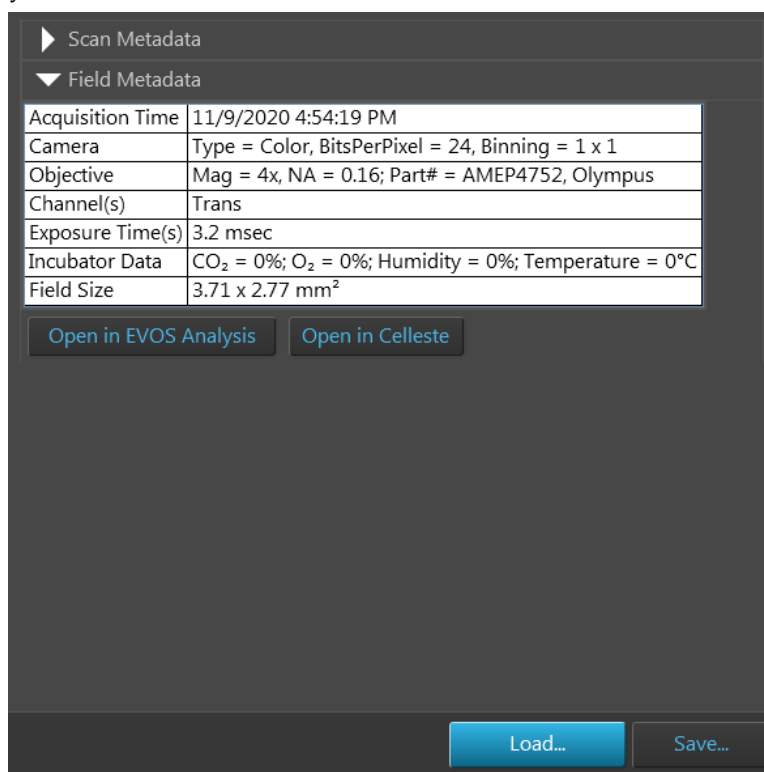 Scan Metadata
Field Metadata
Acquisition Time 11/9/2020 4:54:19 PM
Camera Type = Color, BitsPerPixel = 24, Binning = 1 x 1
Objective Mag = 4x, NA = 0.16; Part# = AMEP4752, Olympus
Channel(s) Trans
Exposure Time(s) 3.2 msec
Incubator Data CO₂ = 0%; O₂ = 0%; Humidity = 0%; Temperature = 0°C
Field Size 3.71 x 2.77 mm²
Open in EVOS Analysis Open in Celleste
Load... Save...